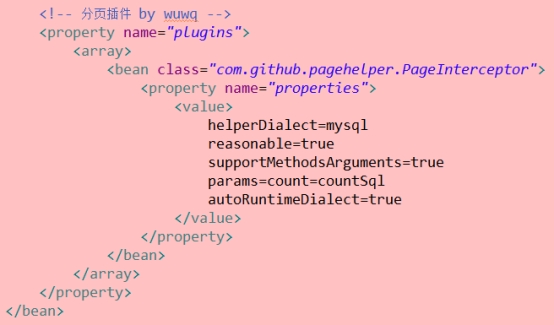 <!-- 分页插件 by wuwq -->
<property name="plugins">
<array>
<bean class="com.github.pagehelper.PageInterceptor">
<property name="properties">
<value>
helperDialect=mysql
reasonable=true
supportMethodsArguments=true
params=count=countSql
autoRuntimeDialect=true
</value>
</property>
</bean>
</array>
</property>
</bean>